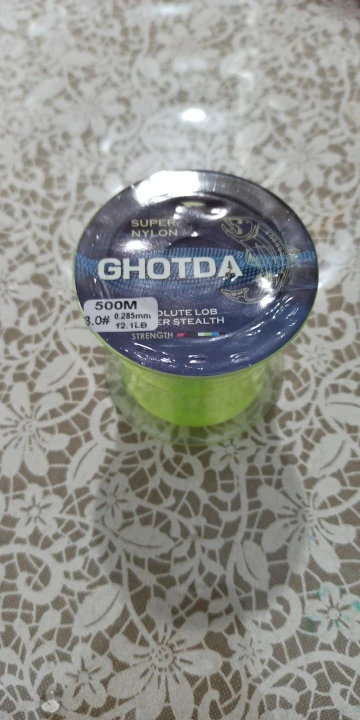 SUPER
NYLON
GHOTDA
500M
3.0# 0.285mm
12.1LB
OLUTE LOB
ER STEALTH
STRENGTH